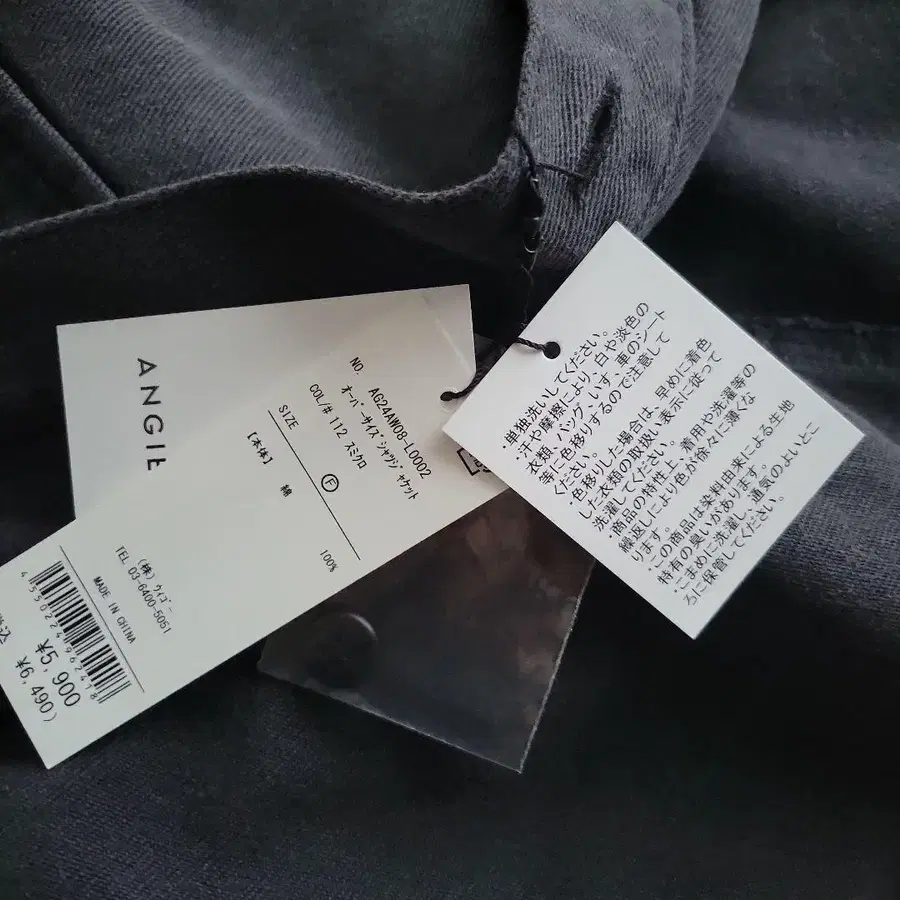 ANGIE
NO. AG24AW08-L0002
オーバーサイズシャツジャケット
COL/# 112 スミクロ
SIZE F
【本体】 綿 100%
(株) ウィゴー
TEL 03-6400-5051
MADE IN CHINA
4550224962418
¥5,900
税込 ¥6,490)
・単独洗いしてください。
・汗や摩擦により、白や淡色の
衣類、バッグ、いす、車のシート
等に色移りするので注意して
ください。
・色移りした場合は、早めに着色
した衣類の取扱い表示に従って
洗濯してください。
・商品の特性上、着用や洗濯等の
繰返しにより色が徐々に薄くな
ります。
・この商品は染料由来による生地
特有の臭いがあります。
・こまめに洗濯し、通気のよいとこ
ろに保管してください。